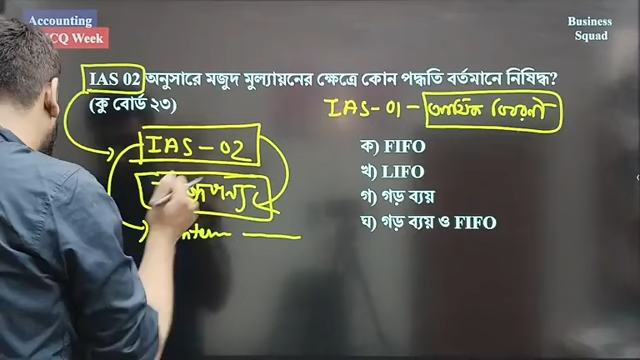 Accounting
CQ Week
Business
Squad
IAS 02 অনুসারে মজুদ মুল্যায়নের ক্ষেত্রে কোন পদ্ধতি বর্তমানে নিষিদ্ধ?
(কু বোর্ড ২৩)
IAS-01 - আর্থিক বিবরণী
IAS - 02
ক) FIFO
খ) LIFO
গ) গড় ব্যয়
ঘ) গড় ব্যয় ও FIFO